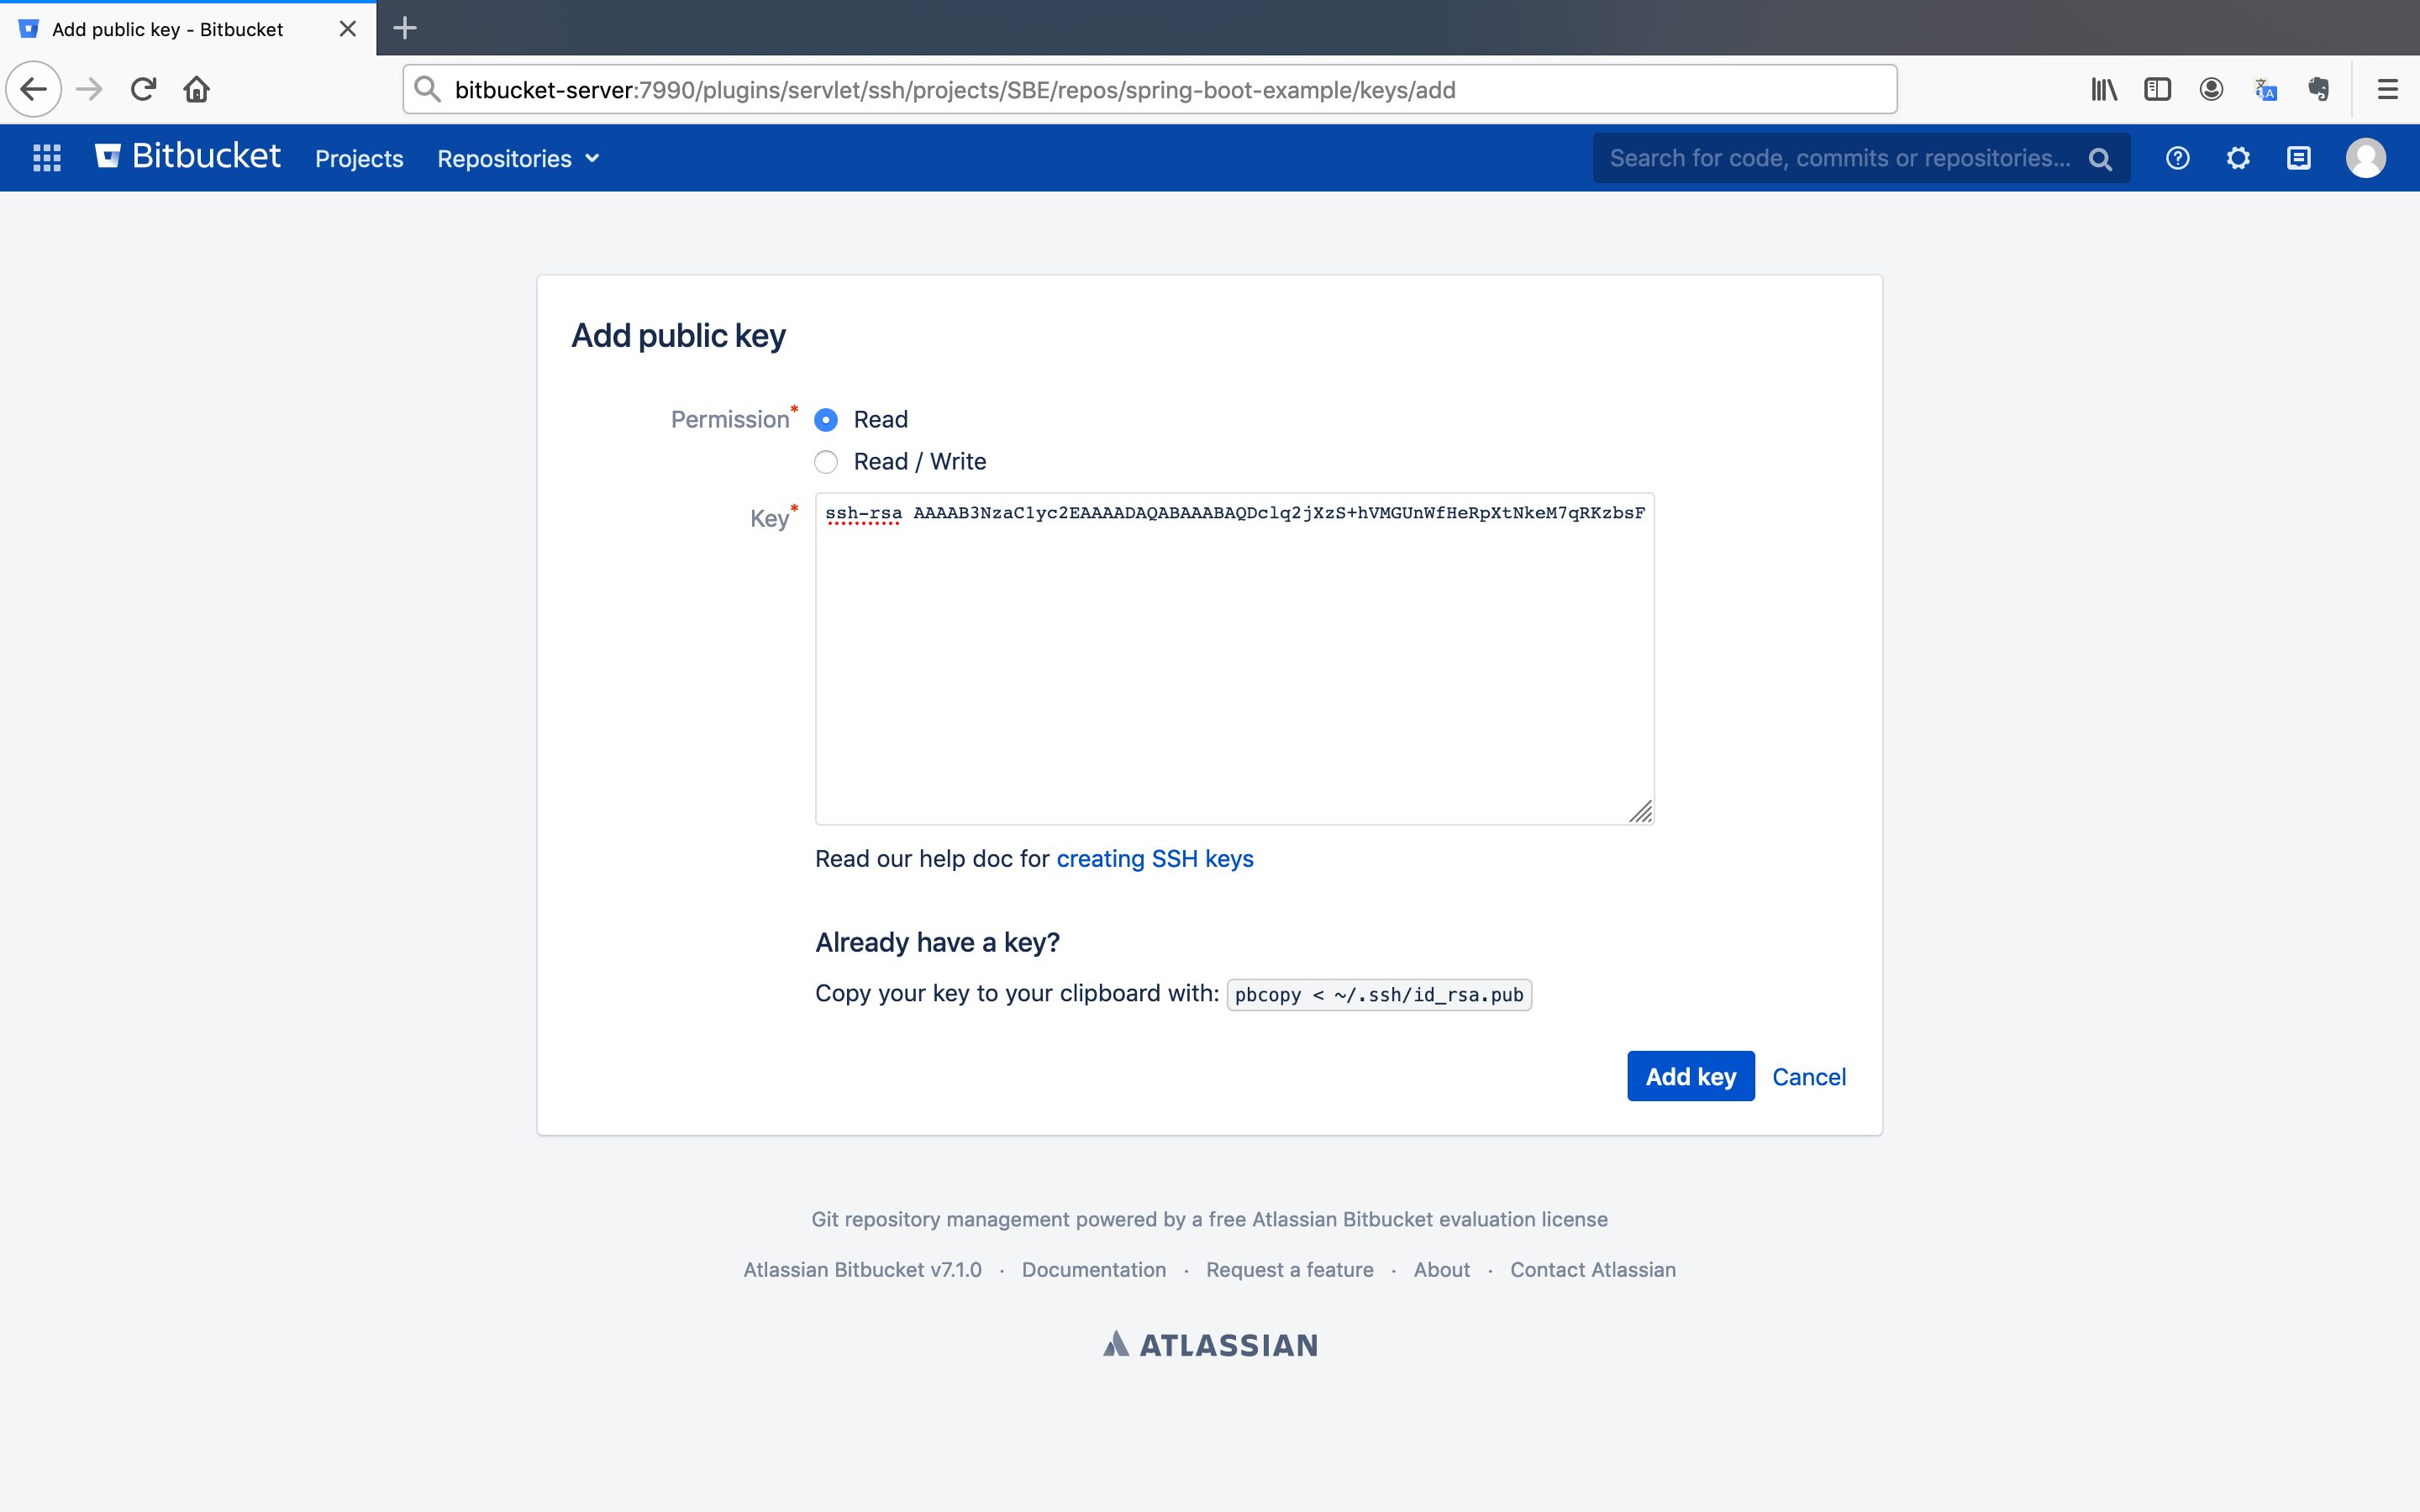 Add public key - Bitbucket
bitbucket-server:7990/plugins/servlet/ssh/projects/SBE/repos/spring-boot-example/keys/add
Bitbucket Projects Repositories Search for code, commits or repositories...
Add public key
Permission* Read
Read / Write
Key* ssh-rsa AAAAB3NzaC1yc2EAAAADAQABAAABAQDclq2jXzS+hVMGUnWfHeRpXtNkeM7qRKzbsF
Read our help doc for creating SSH keys
Already have a key?
Copy your key to your clipboard with: pbcopy < ~/.ssh/id_rsa.pub
Add key Cancel
Git repository management powered by a free Atlassian Bitbucket evaluation license
Atlassian Bitbucket v7.1.0 · Documentation · Request a feature · About · Contact Atlassian
ATLASSIAN